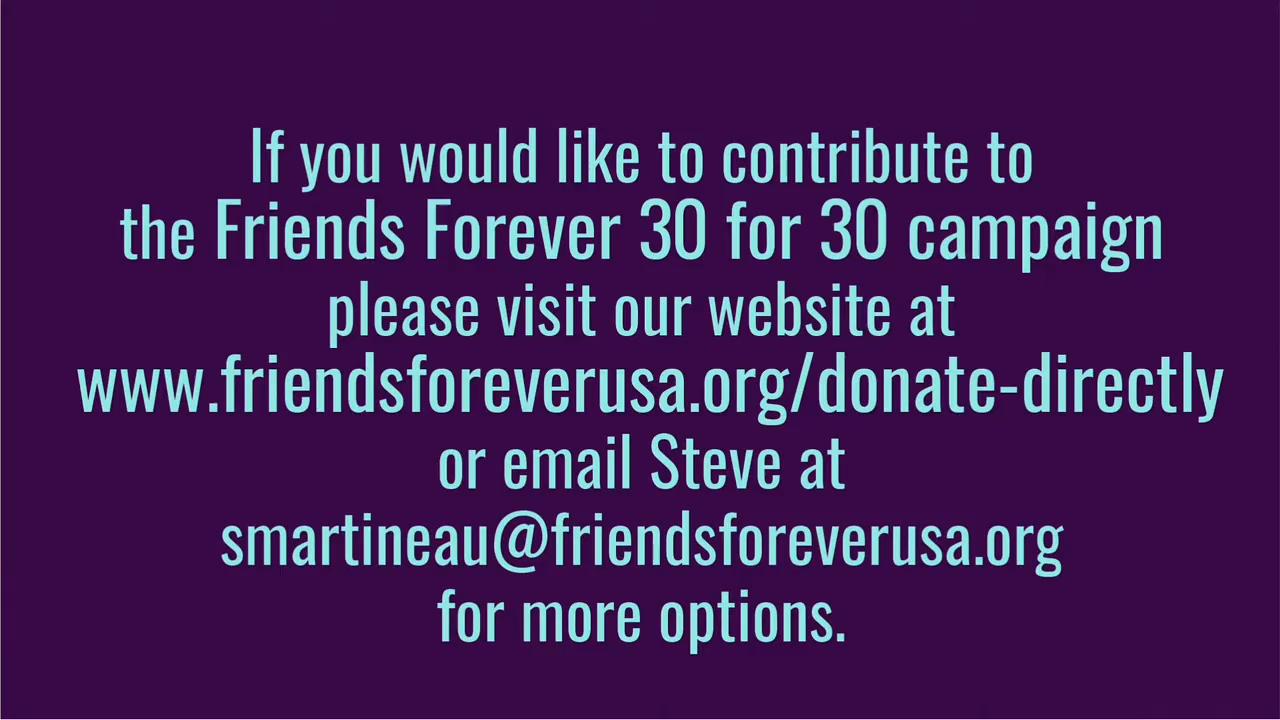 If you would like to contribute to
the Friends Forever 30 for 30 campaign
please visit our website at
www.friendsforeverusa.org/donate-directly
or email Steve at
smartineau@friendsforeverusa.org
for more options.